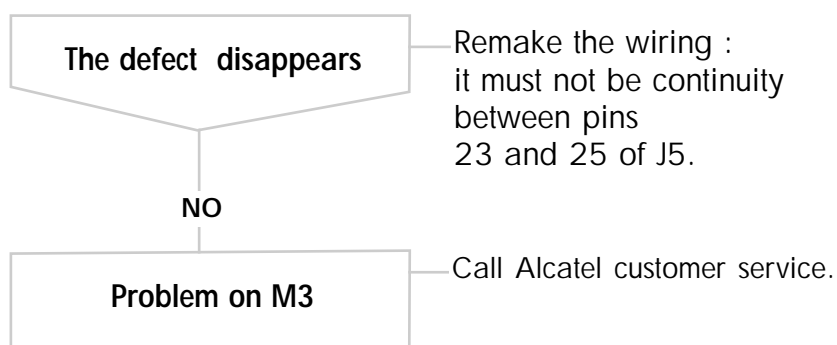 The defect disappears
Remake the wiring :
it must not be continuity
between pins
23 and 25 of J5.
NO
Problem on M3
Call Alcatel customer service.